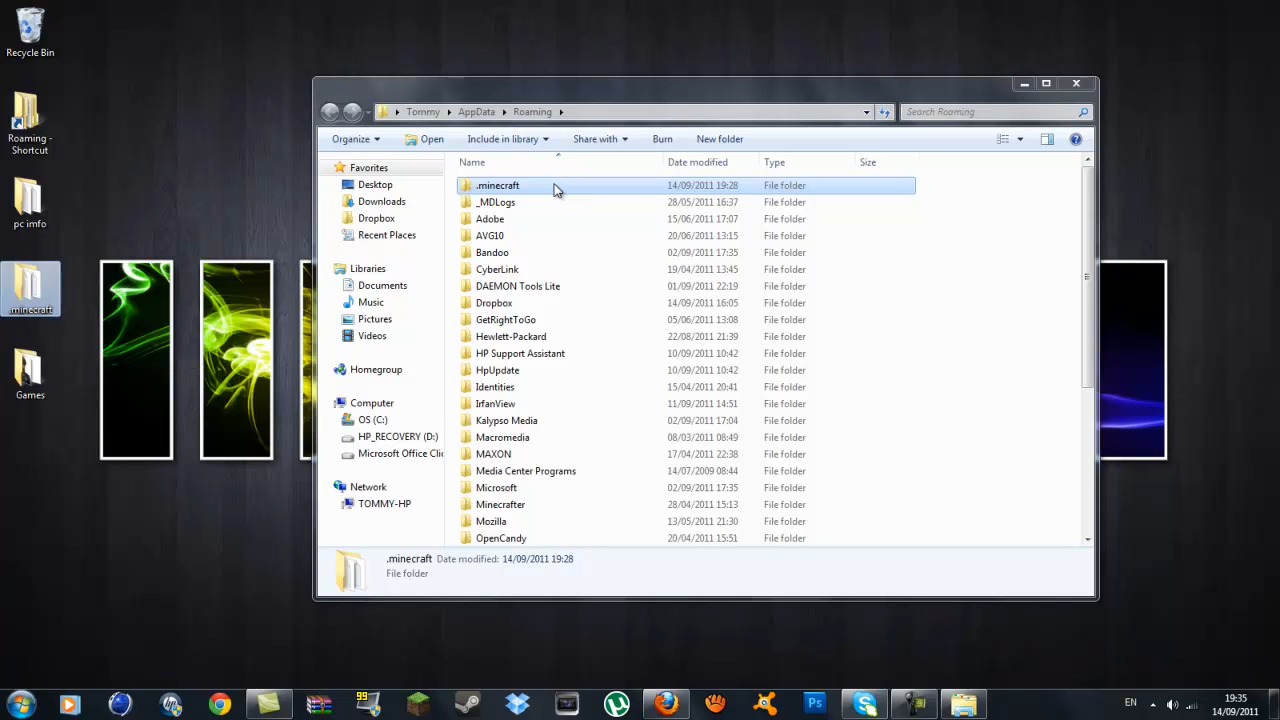 Recycle Bin
Roaming -
Shortcut
pc imfo
.minecraft
Games
Tommy
AppData
Roaming
Search Roaming
Organize
Open
Include in library
Share with
Burn
New folder
Name
Date modified
Type
Size
Favorites
Desktop
Downloads
Dropbox
Recent Places
Libraries
Documents
Music
Pictures
Videos
Homegroup
Computer
OS (C:)
HP_RECOVERY (D:)
Microsoft Office Clic
Network
TOMMY-HP
.minecraft 14/09/2011 19:28 File folder
_MDLogs 28/05/2011 16:37 File folder
Adobe 15/06/2011 17:07 File folder
AVG10 20/06/2011 13:15 File folder
Bandoo 02/09/2011 17:35 File folder
CyberLink 19/04/2011 13:45 File folder
DAEMON Tools Lite 01/09/2011 22:19 File folder
Dropbox 14/09/2011 16:05 File folder
GetRightToGo 05/06/2011 13:08 File folder
Hewlett-Packard 22/08/2011 21:39 File folder
HP Support Assistant 10/09/2011 10:42 File folder
HpUpdate 10/09/2011 10:42 File folder
Identities 15/04/2011 20:41 File folder
IrfanView 11/09/2011 14:51 File folder
Kalypso Media 02/09/2011 17:04 File folder
Macromedia 08/03/2011 08:49 File folder
MAXON 17/04/2011 22:38 File folder
Media Center Programs 14/07/2009 08:44 File folder
Microsoft 02/09/2011 17:35 File folder
Minecrafter 28/04/2011 15:13 File folder
Mozilla 13/05/2011 21:30 File folder
OpenCandy 20/04/2011 15:51 File folder
.minecraft Date modified: 14/09/2011 19:28
File folder
99
Ps
EN
19:35
14/09/2011